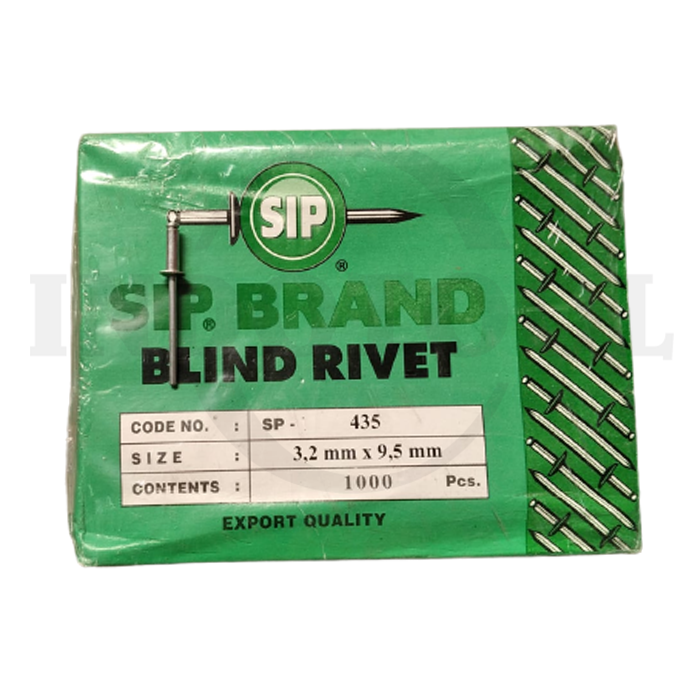 SIP
®
SIP® BRAND
BLIND RIVET
CODE NO. : SP - 435
SIZE : 3,2 mm x 9,5 mm
CONTENTS : 1000 Pcs.
EXPORT QUALITY